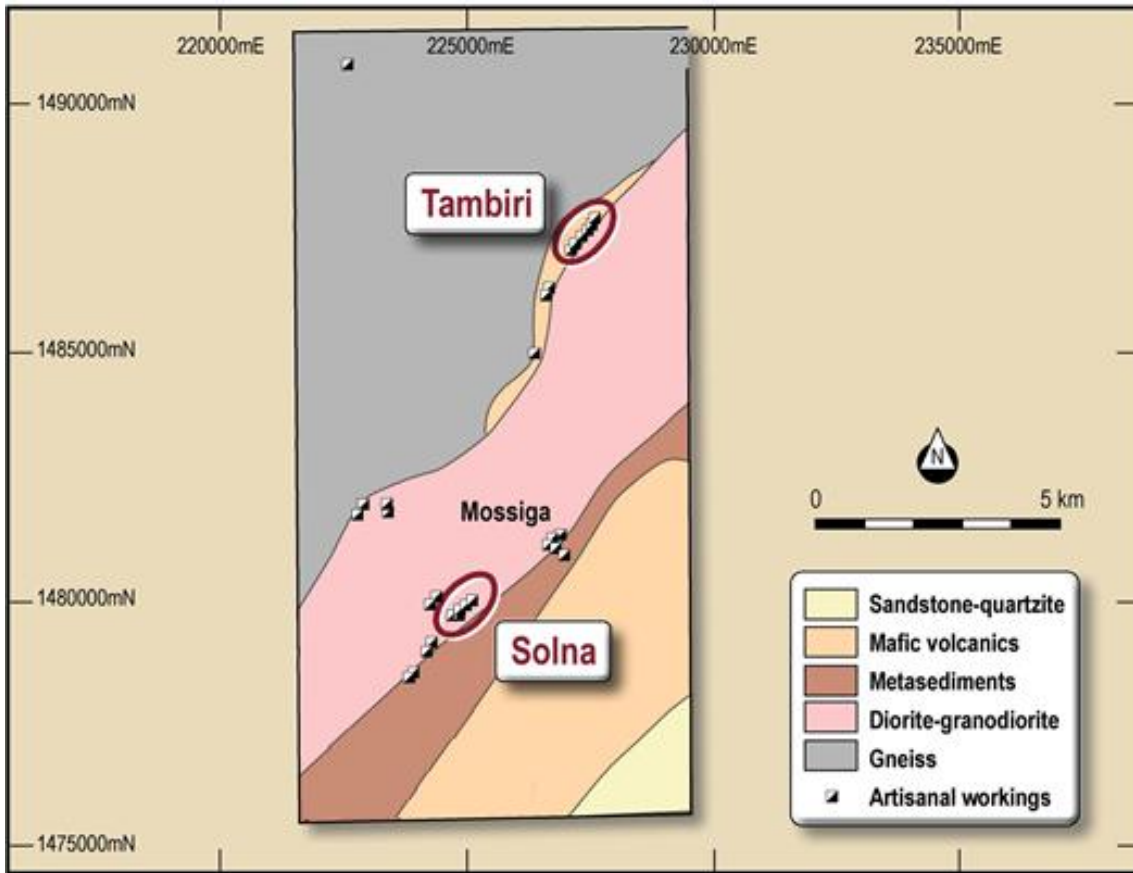 220000mE 225000mE 230000mE 235000mE
1490000mN
Tambiri
1485000mN
N
0 5 km
Mossiga
1480000mN
Solna
Sandstone-quartzite
Mafic volcanics
Metasediments
Diorite-granodiorite
Gneiss
Artisanal workings
1475000mN